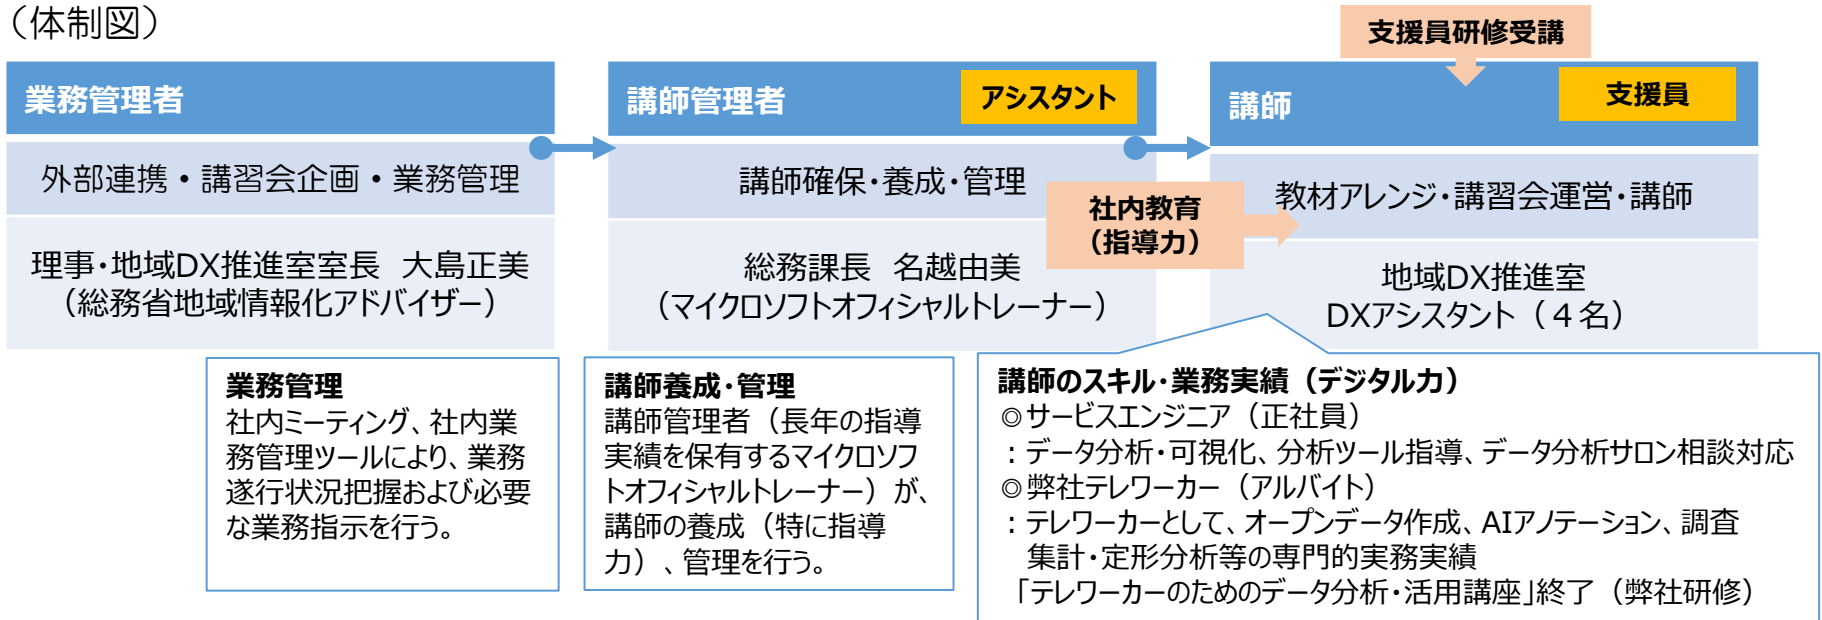 （体制図）
支援員研修受講
業務管理者
外部連携・講習会企画・業務管理
理事・地域DX推進室室長　大島正美
（総務省地域情報化アドバイザー）
講師管理者
アシスタント
講師確保・養成・管理
総務課長　名越由美
（マイクロソフトオフィシャルトレーナー）
社内教育
（指導力）
講師
支援員
教材アレンジ・講習会運営・講師
地域DX推進室
DXアシスタント（４名）
業務管理
社内ミーティング、社内業
務管理ツールにより、業務
遂行状況把握および必要
な業務指示を行う。
講師養成・管理
講師管理者（長年の指導
実績を保有するマイクロソフ
トオフィシャルトレーナー）が、
講師の養成（特に指導
力）、管理を行う。
講師のスキル・業務実績（デジタル力）
◎サービスエンジニア（正社員）
：データ分析・可視化、分析ツール指導、データ分析サロン相談対応
◎弊社テレワーカー（アルバイト）
：テレワーカーとして、オープンデータ作成、AIアノテーション、調査
集計・定形分析等の専門的実務実績
「テレワーカーのためのデータ分析・活用講座」終了（弊社研修）